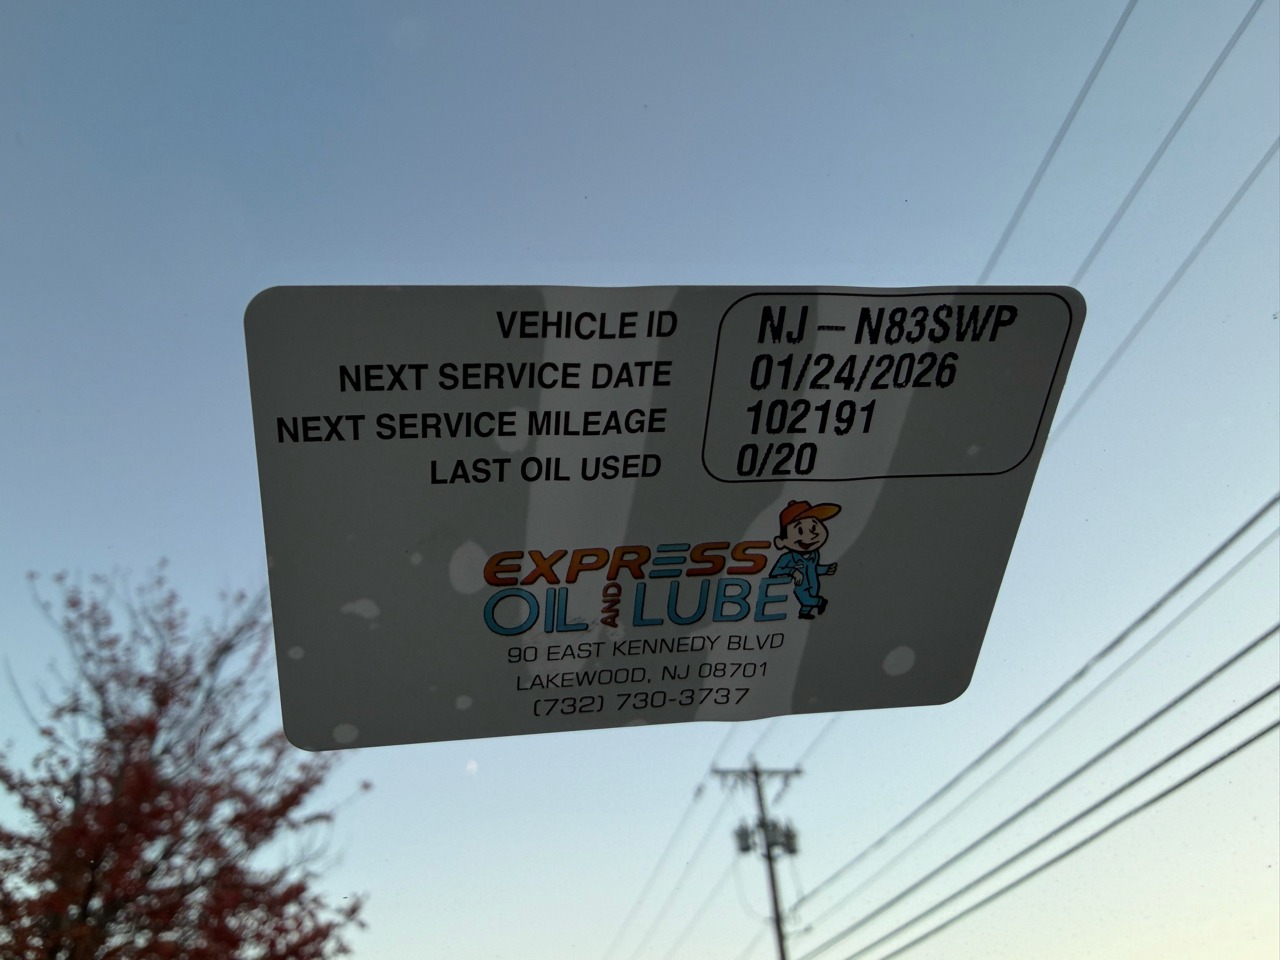 VEHICLE ID NJ-N83SWP
NEXT SERVICE DATE 01/24/2026
NEXT SERVICE MILEAGE 102191
LAST OIL USED 0/20
EXPRESS
OIL AND LUBE
90 EAST KENNEDY BLVD
LAKEWOOD, NJ 08701
(732) 730-3737